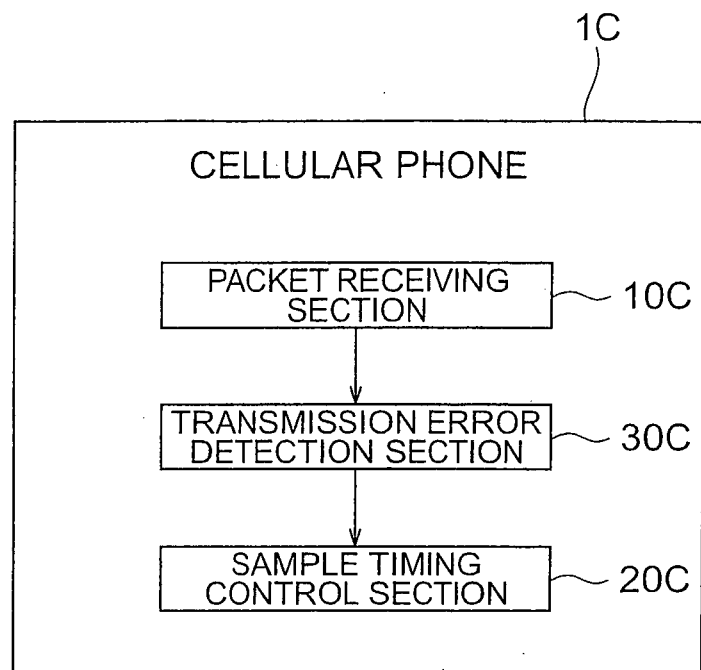 1C
CELLULAR PHONE
PACKET RECEIVING
SECTION
10C
TRANSMISSION ERROR
DETECTION SECTION
30C
SAMPLE TIMING
CONTROL SECTION
20C